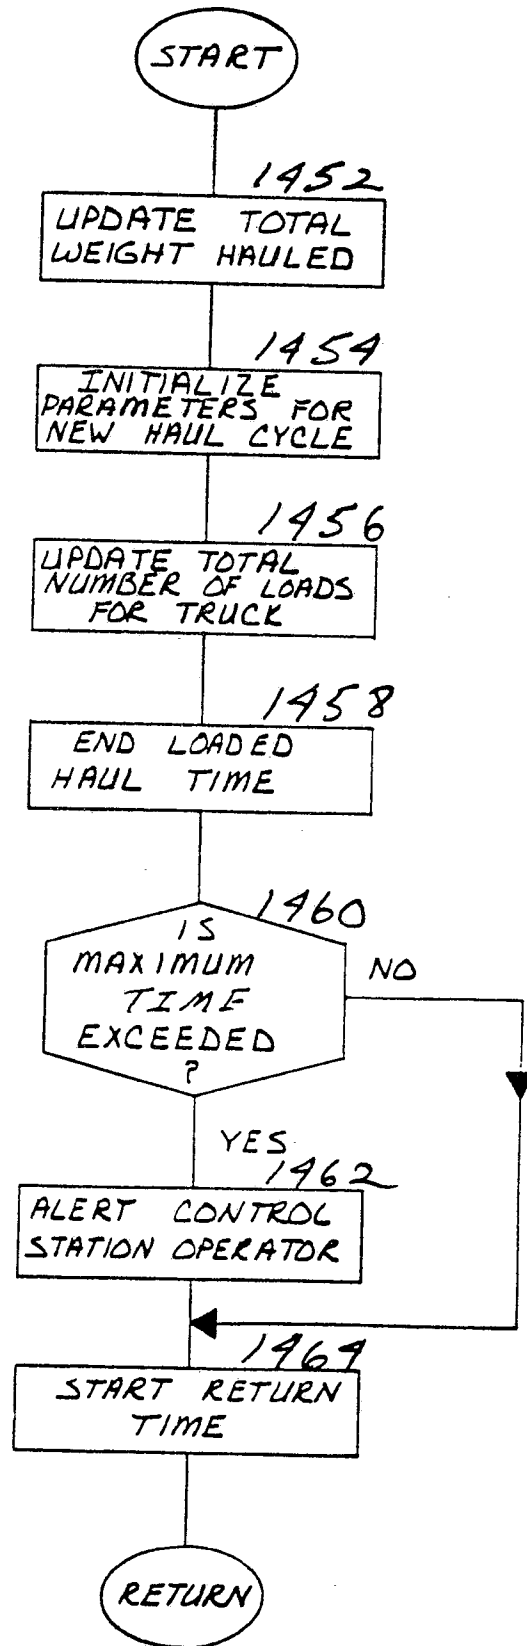 START
1452
UPDATE TOTAL
WEIGHT HAULED
1454
INITIALIZE
PARAMETERS FOR
NEW HAUL CYCLE
1456
UPDATE TOTAL
NUMBER OF LOADS
FOR TRUCK
1458
END LOADED
HAUL TIME
1460
IS
MAXIMUM
TIME
EXCEEDED
?
NO
YES
1462
ALERT CONTROL
STATION OPERATOR
1464
START RETURN
TIME
RETURN